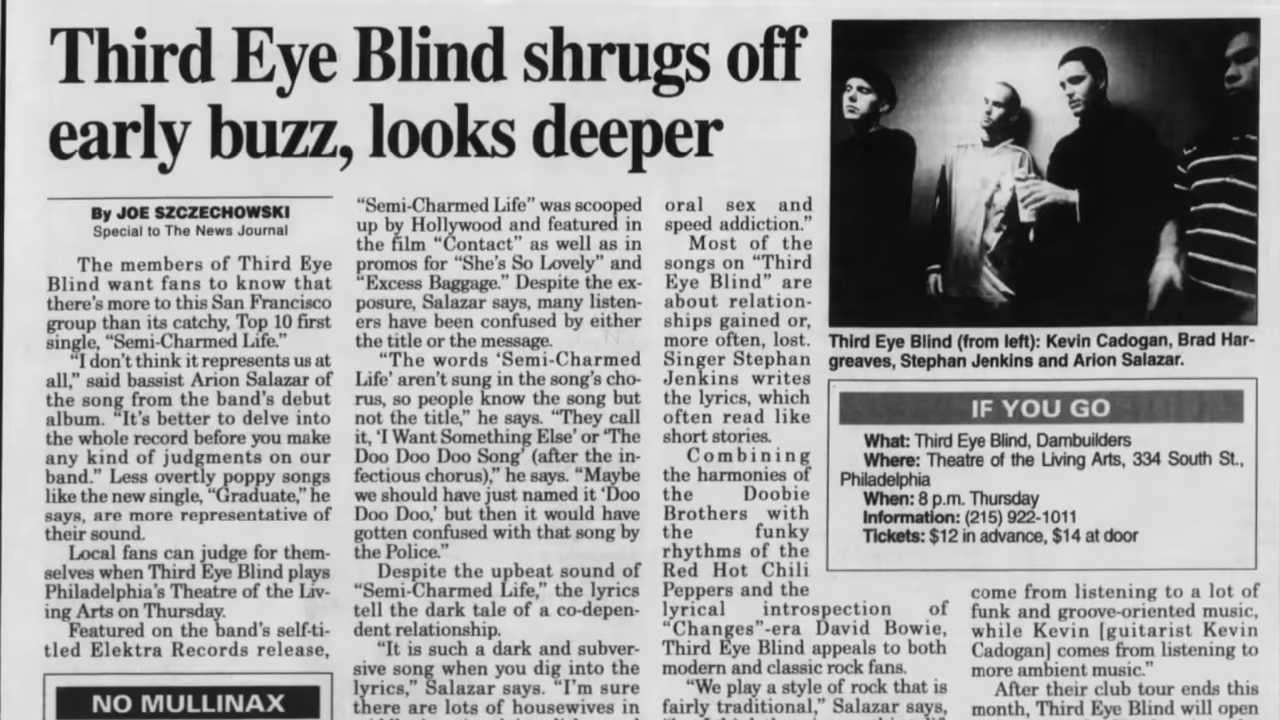 Third Eye Blind shrugs off
early buzz, looks deeper
By JOE SZCZECHOWSKI
Special to The News Journal
The members of Third Eye
Blind want fans to know that
there's more to this San Francisco
group than its catchy, Top 10 first
single, "Semi-Charmed Life."
"I don't think it represents us at
all," said bassist Arion Salazar of
the song from the band's debut
album. "It's better to delve into
the whole record before you make
any kind of judgments on our
band." Less overtly poppy songs
like the new single, "Graduate," he
says, are more representative of
their sound.
Local fans can judge for them-
selves when Third Eye Blind plays
Philadelphia's Theatre of the Liv-
ing Arts on Thursday.
Featured on the band's self-ti-
tled Elektra Records release,
NO MULLINAX
"Semi-Charmed Life" was scooped
up by Hollywood and featured in
the film "Contact" as well as in
promos for "She's So Lovely" and
"Excess Baggage." Despite the ex-
posure, Salazar says, many listen-
ers have been confused by either
the title or the message.
"The words 'Semi-Charmed
Life' aren't sung in the song's cho-
rus, so people know the song but
not the title," he says. "They call
it, 'I Want Something Else' or 'The
Doo Doo Doo Song' (after the in-
fectious chorus)," he says. "Maybe
we should have just named it 'Doo
Doo Doo,' but then it would have
gotten confused with that song by
the Police."
Despite the upbeat sound of
"Semi-Charmed Life," the lyrics
tell the dark tale of a co-depen-
dent relationship.
"It is such a dark and subver-
sive song when you dig into the
lyrics," Salazar says. "I'm sure
there are lots of housewives in
oral sex and
speed addiction."
Most of the
songs on "Third
Eye Blind" are
about relation-
ships gained or,
more often, lost.
Singer Stephan
Jenkins writes
the lyrics, which
often read like
short stories.
Combining
the harmonies of
the Doobie
Brothers with
the funky
rhythms of the
Red Hot Chili
Peppers and the
lyrical introspection of
"Changes"-era David Bowie,
Third Eye Blind appeals to both
modern and classic rock fans.
"We play a style of rock that is
fairly traditional," Salazar says,
Third Eye Blind (from left): Kevin Cadogan, Brad Har-
greaves, Stephan Jenkins and Arion Salazar.
IF YOU GO
What: Third Eye Blind, Dambuilders
Where: Theatre of the Living Arts, 334 South St.,
Philadelphia
When: 8 p.m. Thursday
Information: (215) 922-1011
Tickets: $12 in advance, $14 at door
come from listening to a lot of
funk and groove-oriented music,
while Kevin [guitarist Kevin
Cadogan] comes from listening to
more ambient music."
After their club tour ends this
month, Third Eye Blind will open